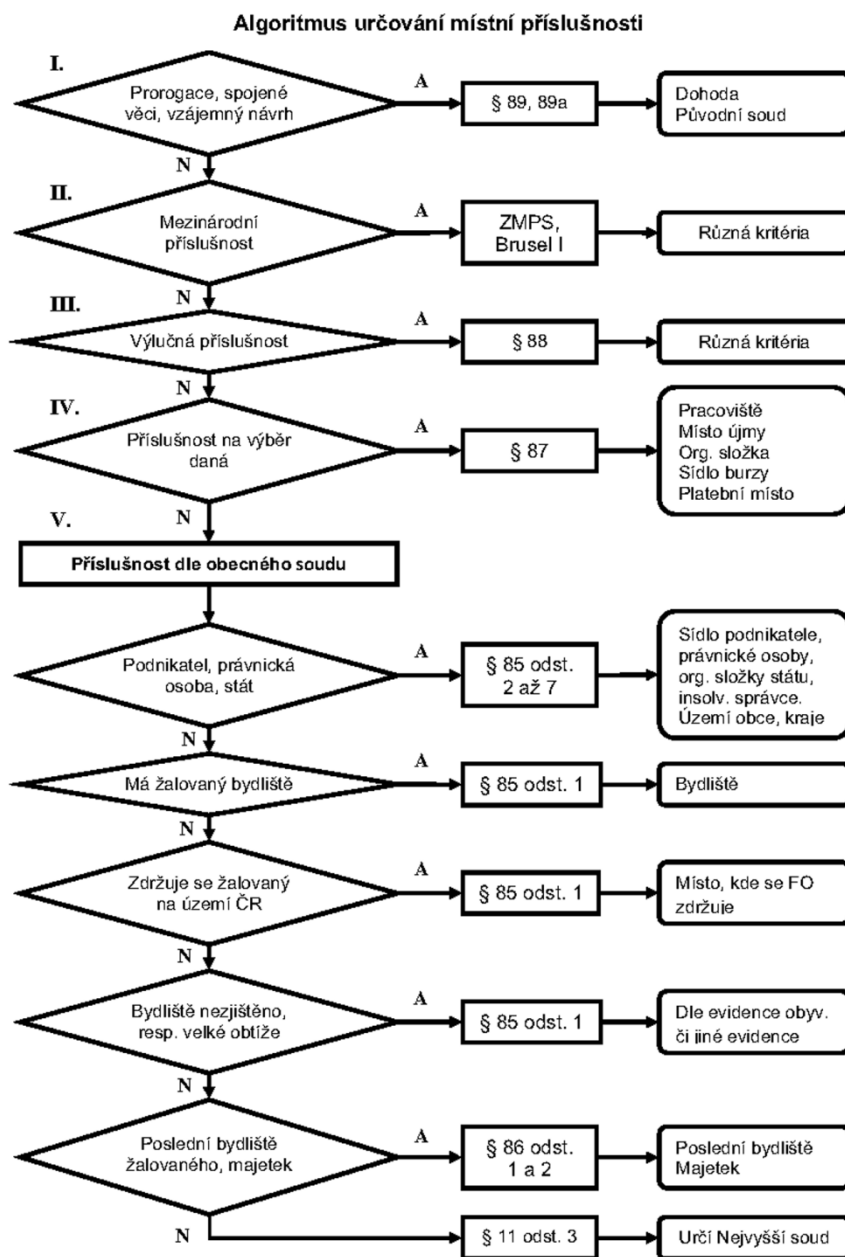 Algoritmus určování místní příslušnosti
I.
Prorogace, spojené
věci, vzájemný návrh
A
§ 89, 89a
Dohoda
Původní soud
N
II.
Mezinárodní
příslušnost
A
ZMPS,
Brusel I
Různá kritéria
N
III.
Výlučná příslušnost
A
§ 88
Různá kritéria
N
IV.
Příslušnost na výběr
daná
A
§ 87
Pracoviště
Místo újmy
Org. složka
Sídlo burzy
Platební místo
N
V.
Příslušnost dle obecného soudu
Podnikatel, právnická
osoba, stát
A
§ 85 odst.
2 až 7
Sídlo podnikatele,
právnické osoby,
org. složky státu,
insolv. správce.
Území obce, kraje
N
Má žalovaný bydliště
A
§ 85 odst. 1
Bydliště
N
Zdržuje se žalovaný
na území ČR
A
§ 85 odst. 1
Místo, kde se FO
zdržuje
N
Bydliště nezjištěno,
resp. velké obtíže
A
§ 85 odst. 1
Dle evidence obyv.
či jiné evidence
N
Poslední bydliště
žalovaného, majetek
A
§ 86 odst.
1 a 2
Poslední bydliště
Majetek
N
§ 11 odst. 3
Určí Nejvyšší soud